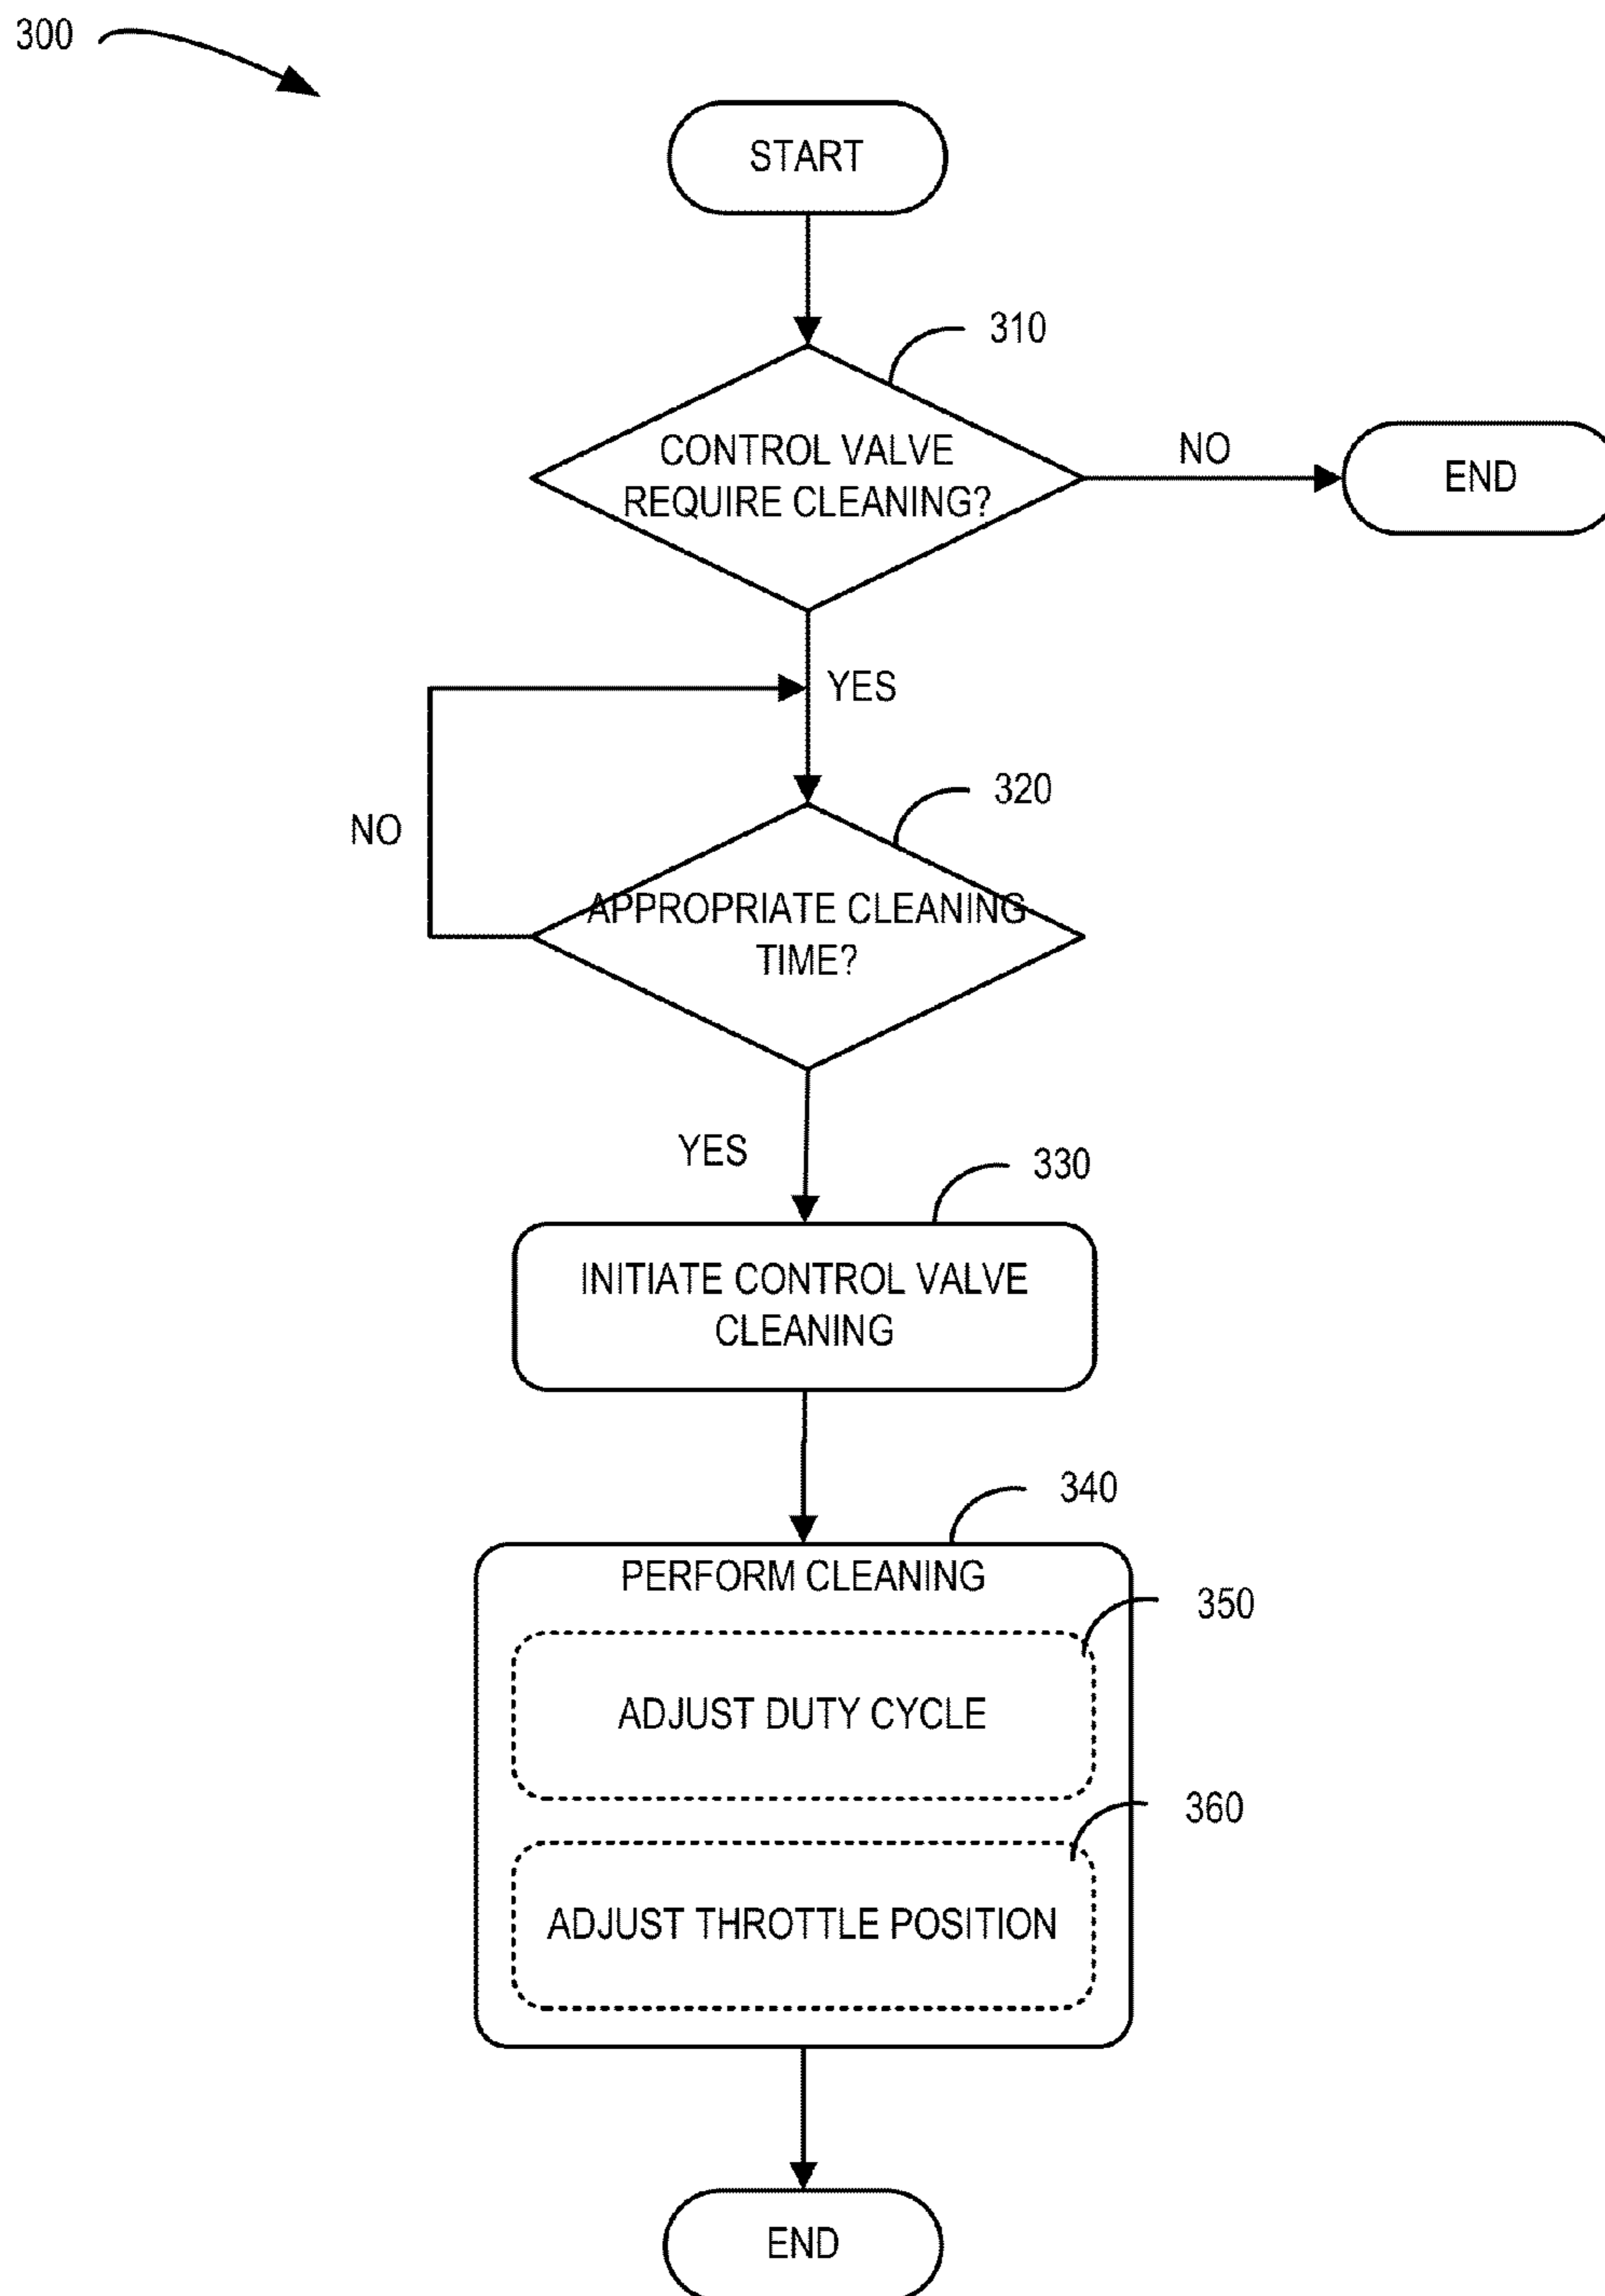 300
START
310
CONTROL VALVE
REQUIRE CLEANING?
NO
END
YES
320
NO
APPROPRIATE CLEANING
TIME?
YES
330
INITIATE CONTROL VALVE
CLEANING
340
PERFORM CLEANING
350
ADJUST DUTY CYCLE
360
ADJUST THROTTLE POSITION
END